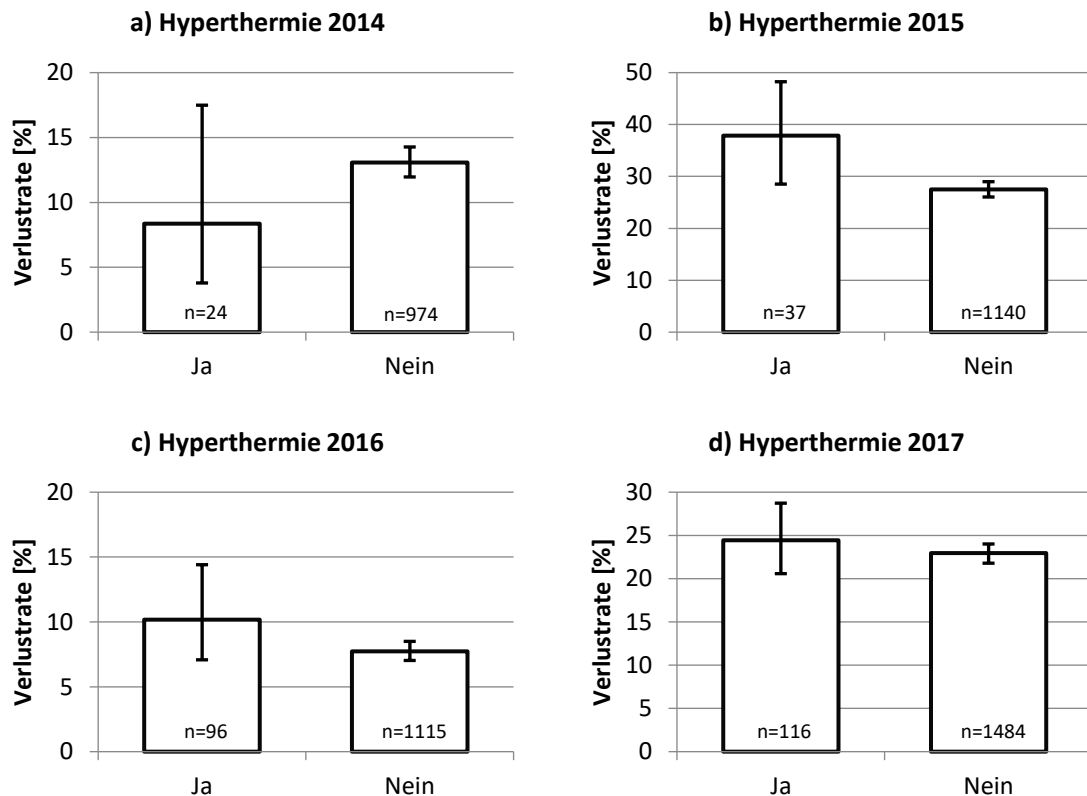 a) Hyperthermie 2014
Verlustrate [%]
20
15
10
5
0
n=24
n=974
Ja
Nein
b) Hyperthermie 2015
Verlustrate [%]
50
40
30
20
10
0
n=37
n=1140
Ja
Nein
c) Hyperthermie 2016
Verlustrate [%]
20
15
10
5
0
n=96
n=1115
Ja
Nein
d) Hyperthermie 2017
Verlustrate [%]
30
25
20
15
10
5
0
n=116
n=1484
Ja
Nein